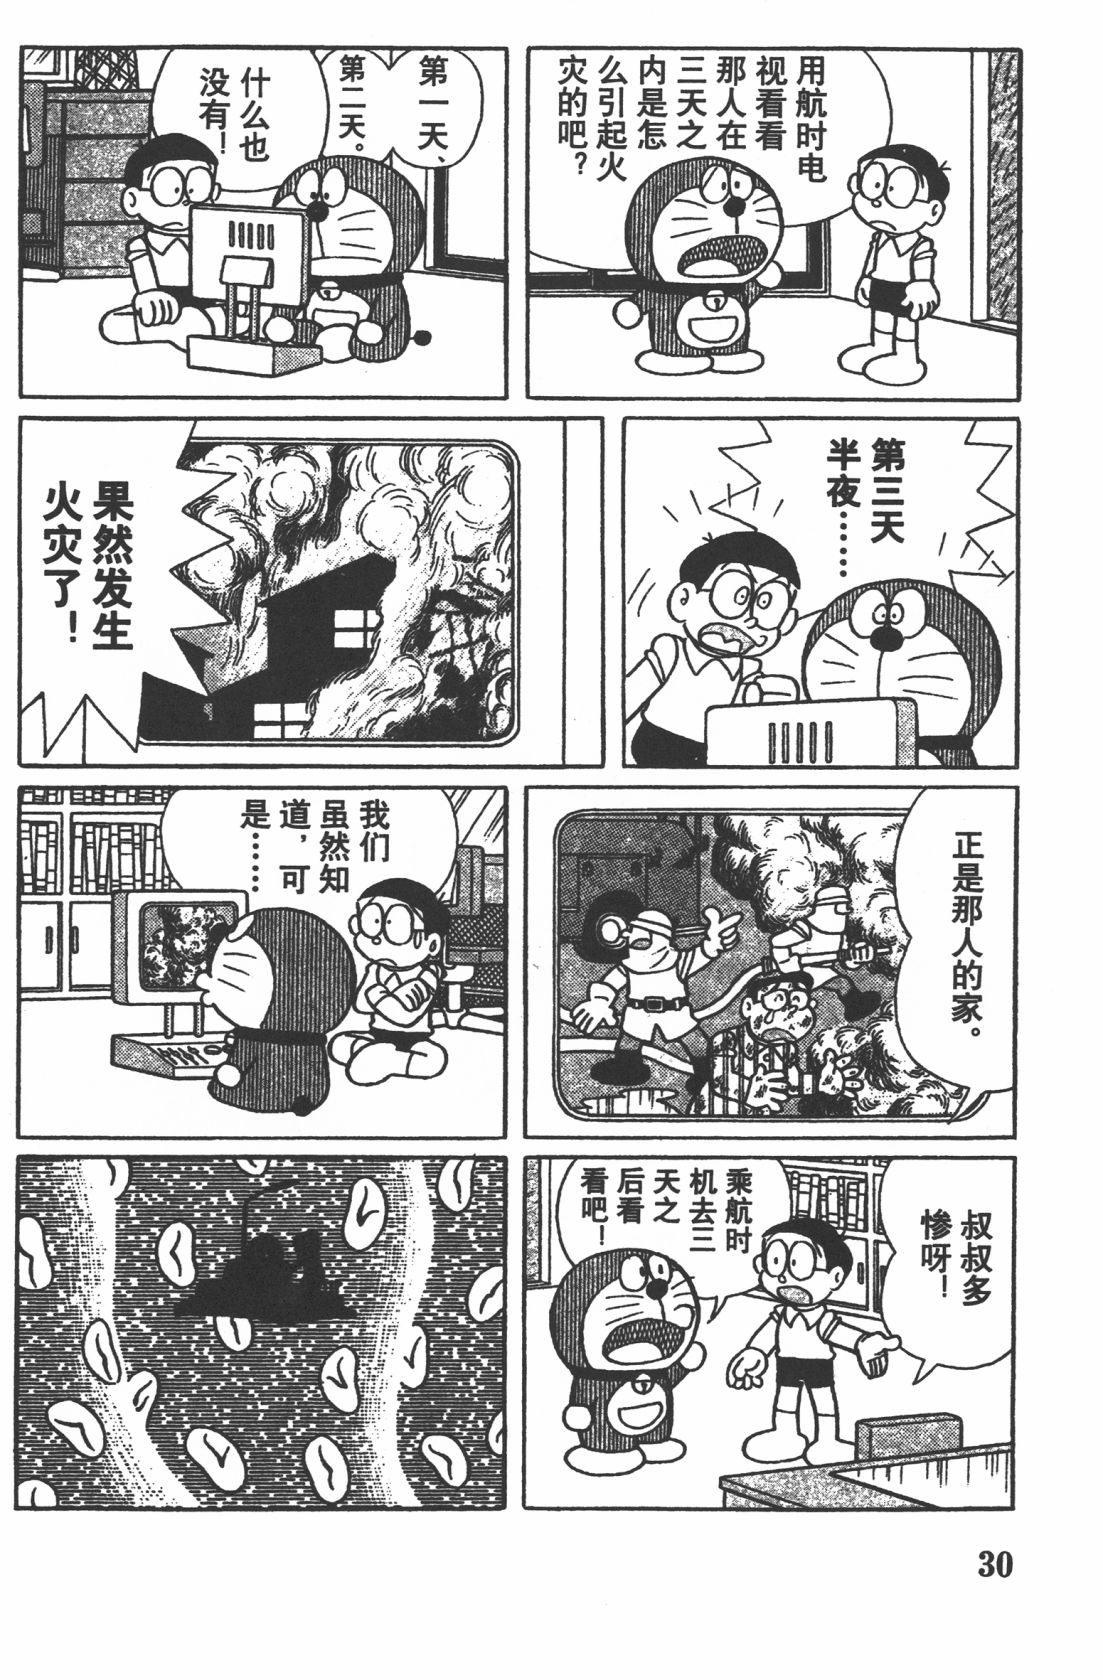 用航时电
视看看
那人在
三天之
内是怎
么引起火
灾的吧？
第一天、
第二天。
什么也
没有！
第三天
半夜……
果然发生
火灾了！
正是那人的家。
我们
虽然知
道，可
是……
叔叔多
惨呀！
乘航时
机去三
天之
后看
看吧！
30